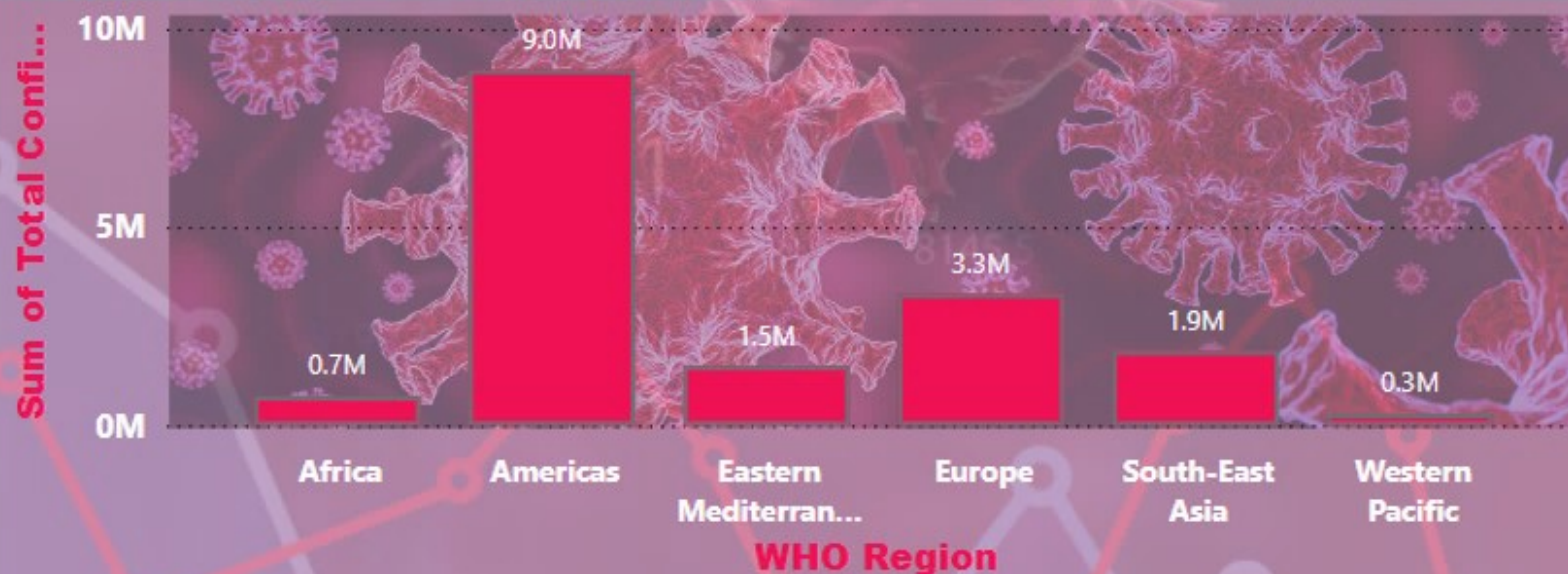 Sum of Total Confi...
10M
5M
0M
0.7M
9.0M
1.5M
3.3M
1.9M
0.3M
Africa
Americas
Eastern
Mediterran...
Europe
South-East
Asia
Western
Pacific
WHO Region